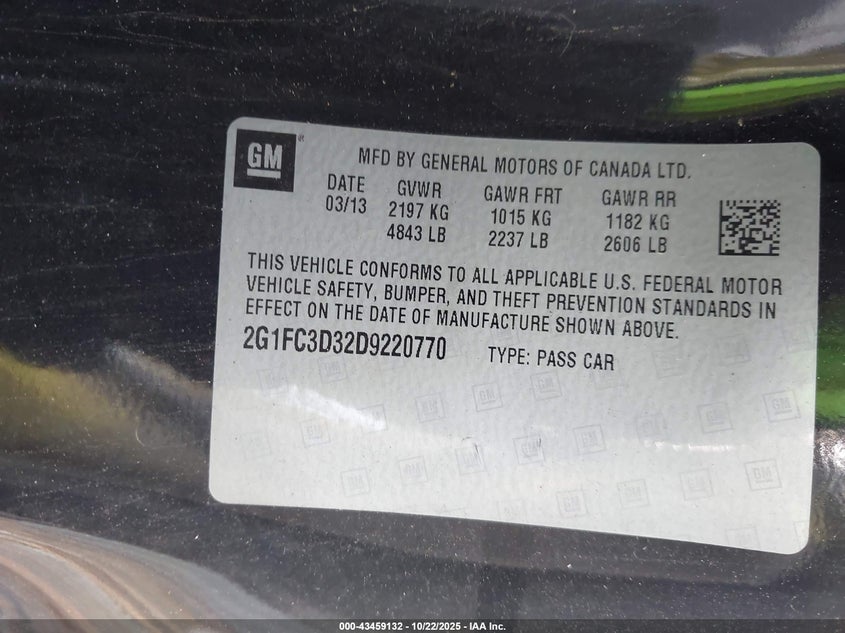 GM
MFD BY GENERAL MOTORS OF CANADA LTD.
DATE GVWR GAWR FRT GAWR RR
03/13 2197 KG 1015 KG 1182 KG
4843 LB 2237 LB 2606 LB
THIS VEHICLE CONFORMS TO ALL APPLICABLE U.S. FEDERAL MOTOR
VEHICLE SAFETY, BUMPER, AND THEFT PREVENTION STANDARDS IN
EFFECT ON THE DATE OF MANUFACTURE SHOWN ABOVE.
2G1FC3D32D9220770 TYPE: PASS CAR
000-43459132 - 10/22/2025 - IAA Inc.